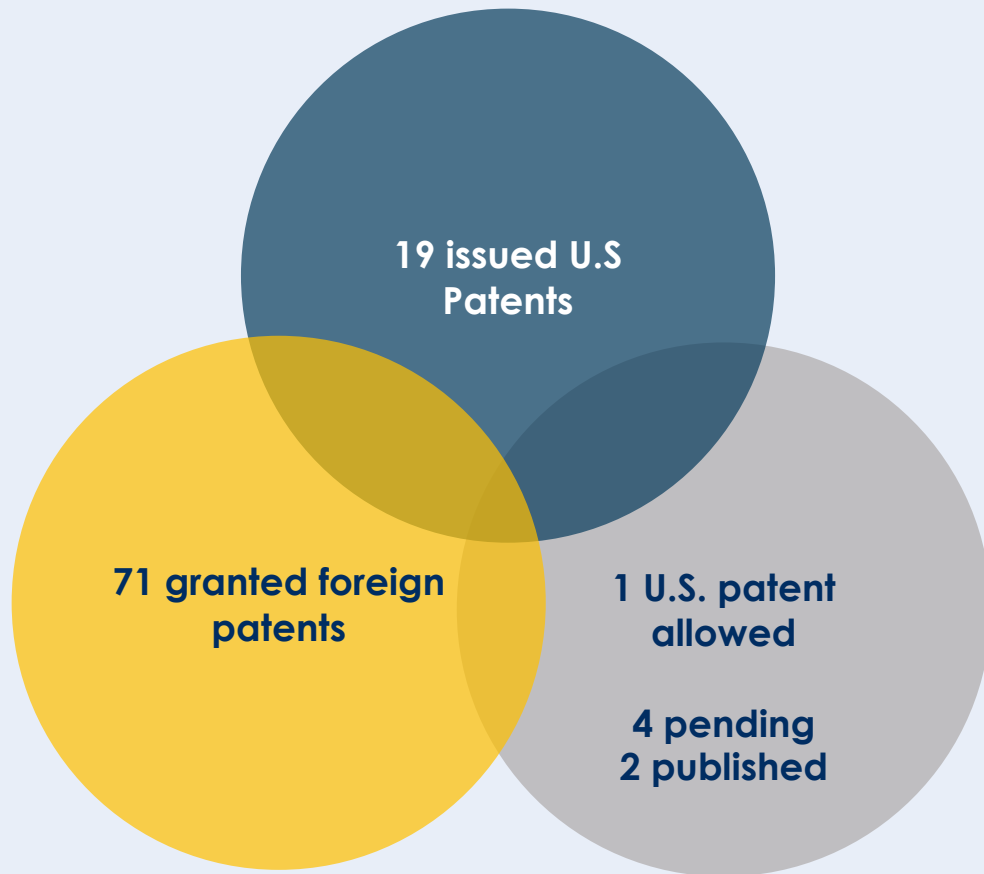 19 issued U.S
Patents
71 granted foreign
patents
1 U.S. patent
allowed
4 pending
2 published